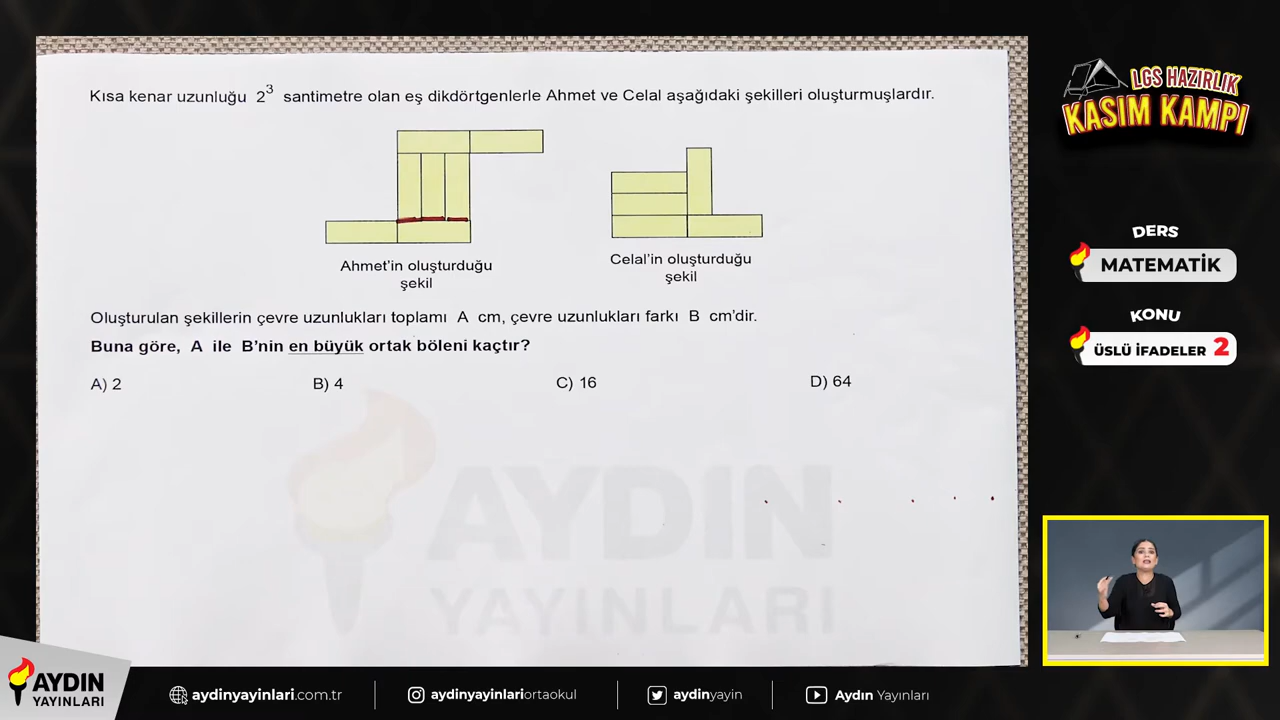 LGS HAZIRLIK
KASIM KAMPI
Kısa kenar uzunluğu 2³ santimetre olan eş dikdörtgenlerle Ahmet ve Celal aşağıdaki şekilleri oluşturmuşlardır.
Ahmet'in oluşturduğu
şekil
Celal'in oluşturduğu
şekil
Oluşturulan şekillerin çevre uzunlukları toplamı A cm, çevre uzunlukları farkı B cm'dir.
Buna göre, A ile B'nin en büyük ortak böleni kaçtır?
A) 2 B) 4 C) 16 D) 64
DERS
MATEMATİK
KONU
ÜSLÜ İFADELER 2
AYDIN
YAYINLARI
AYDIN
YAYINLARI
aydinyayinlari.com.tr
aydinyayinlariortaokul
aydinyayin
Aydın Yayınları